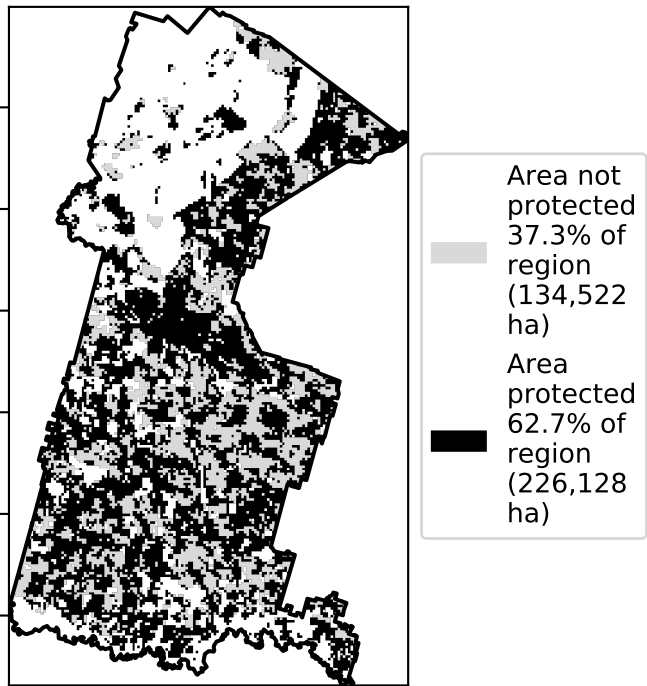 Area not
protected
37.3% of
region
(134,522
ha)
Area
protected
62.7% of
region
(226,128
ha)